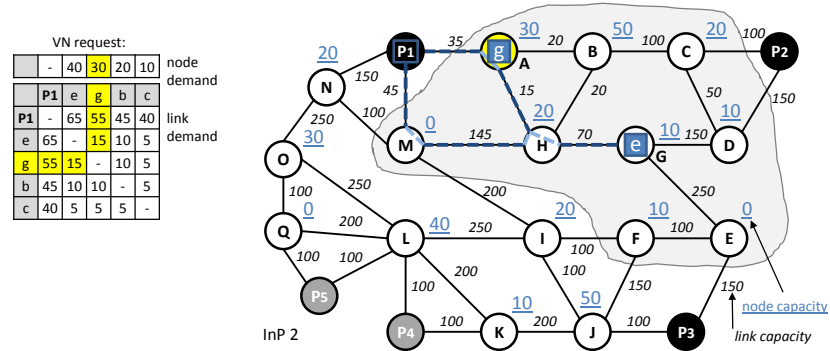 VN request:
- 40 30 20 10
node demand
P1 e g b c
P1 - 65 55 45 40
link demand
e 65 - 15 10 5
g 55 15 - 10 5
b 45 10 10 - 5
c 40 5 5 5 -
20 P1 35 30 20 50 100 20 100
g B C P2
A
150 N 45 15 20 50 150
100 0 20 10
250
30 M 145 H 70 e 10 150 D
G
O
100 250 200 250
0 200 40 20 10 0
Q L 250 I F 100 E
100 100 100 200 100 150 150
P5
10 50
node capacity
P4 100 K 200 J 100 P3
link capacity
InP 2